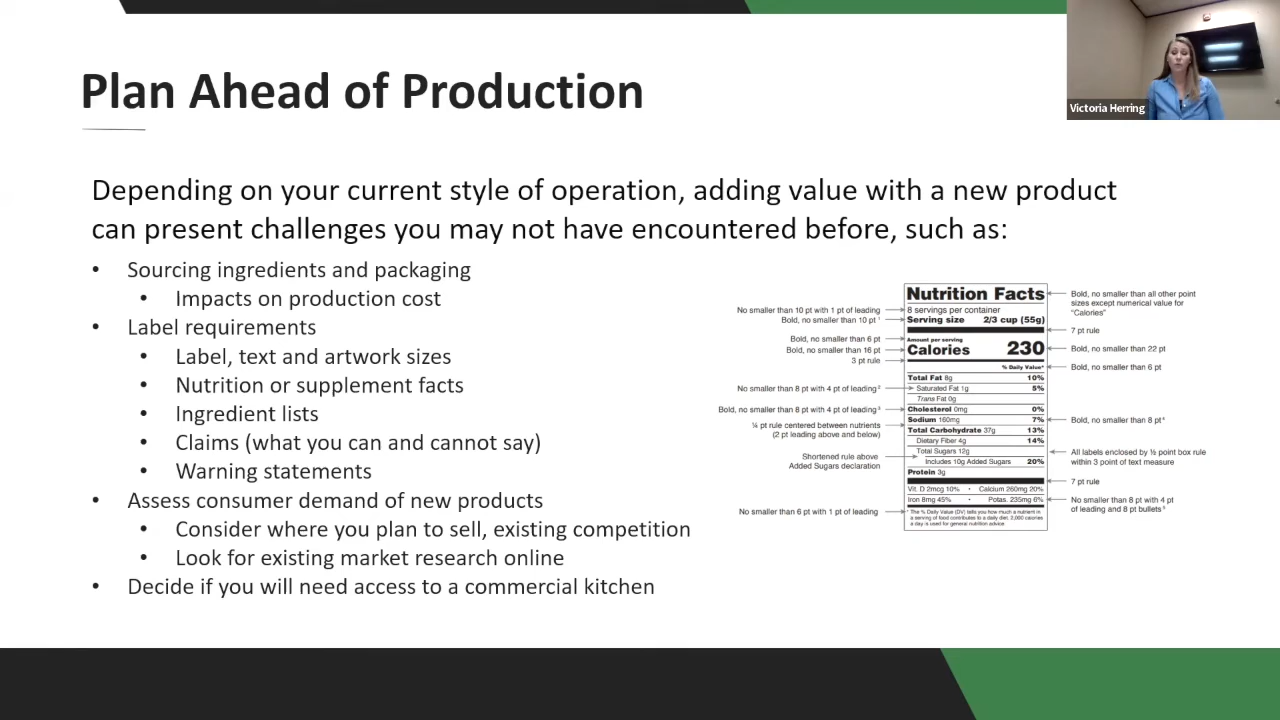 Plan Ahead of Production
Victoria Herring
Depending on your current style of operation, adding value with a new product
can present challenges you may not have encountered before, such as:
• Sourcing ingredients and packaging
• Impacts on production cost
• Label requirements
• Label, text and artwork sizes
• Nutrition or supplement facts
• Ingredient lists
• Claims (what you can and cannot say)
• Warning statements
• Assess consumer demand of new products
• Consider where you plan to sell, existing competition
• Look for existing market research online
• Decide if you will need access to a commercial kitchen
No smaller than 10 pt with 1 pt of leading
Bold, no smaller than 10 pt ¹
Bold, no smaller than 6 pt
Bold, no smaller than 16 pt
3 pt rule
No smaller than 8 pt with 4 pt of leading ²
Bold, no smaller than 8 pt with 4 pt of leading ³
¼ pt rule centered between nutrients
(2 pt leading above and below)
Shortened rule above
Added Sugars declaration
No smaller than 6 pt with 1 pt of leading
Nutrition Facts
8 servings per container
Serving size 2/3 cup (55g)
Amount per serving
Calories 230
% Daily Value*
Total Fat 8g 10%
Saturated Fat 1g 5%
Trans Fat 0g
Cholesterol 0mg 0%
Sodium 160mg 7%
Total Carbohydrate 37g 13%
Dietary Fiber 4g 14%
Total Sugars 12g
Includes 10g Added Sugars 20%
Protein 3g
Vit. D 2mcg 10% • Calcium 260mg 20%
Iron 8mg 45% • Potas. 235mg 6%
* The % Daily Value (DV) tells you how much a nutrient in
a serving of food contributes to a daily diet. 2,000 calories
a day is used for general nutrition advice
Bold, no smaller than all other point
sizes except numerical value for
“Calories”
7 pt rule
Bold, no smaller than 22 pt
Bold, no smaller than 6 pt
Bold, no smaller than 8 pt ⁴
All labels enclosed by ½ point box rule
within 3 point of text measure
7 pt rule
No smaller than 8 pt with 4 pt
of leading and 8 pt bullets ⁵